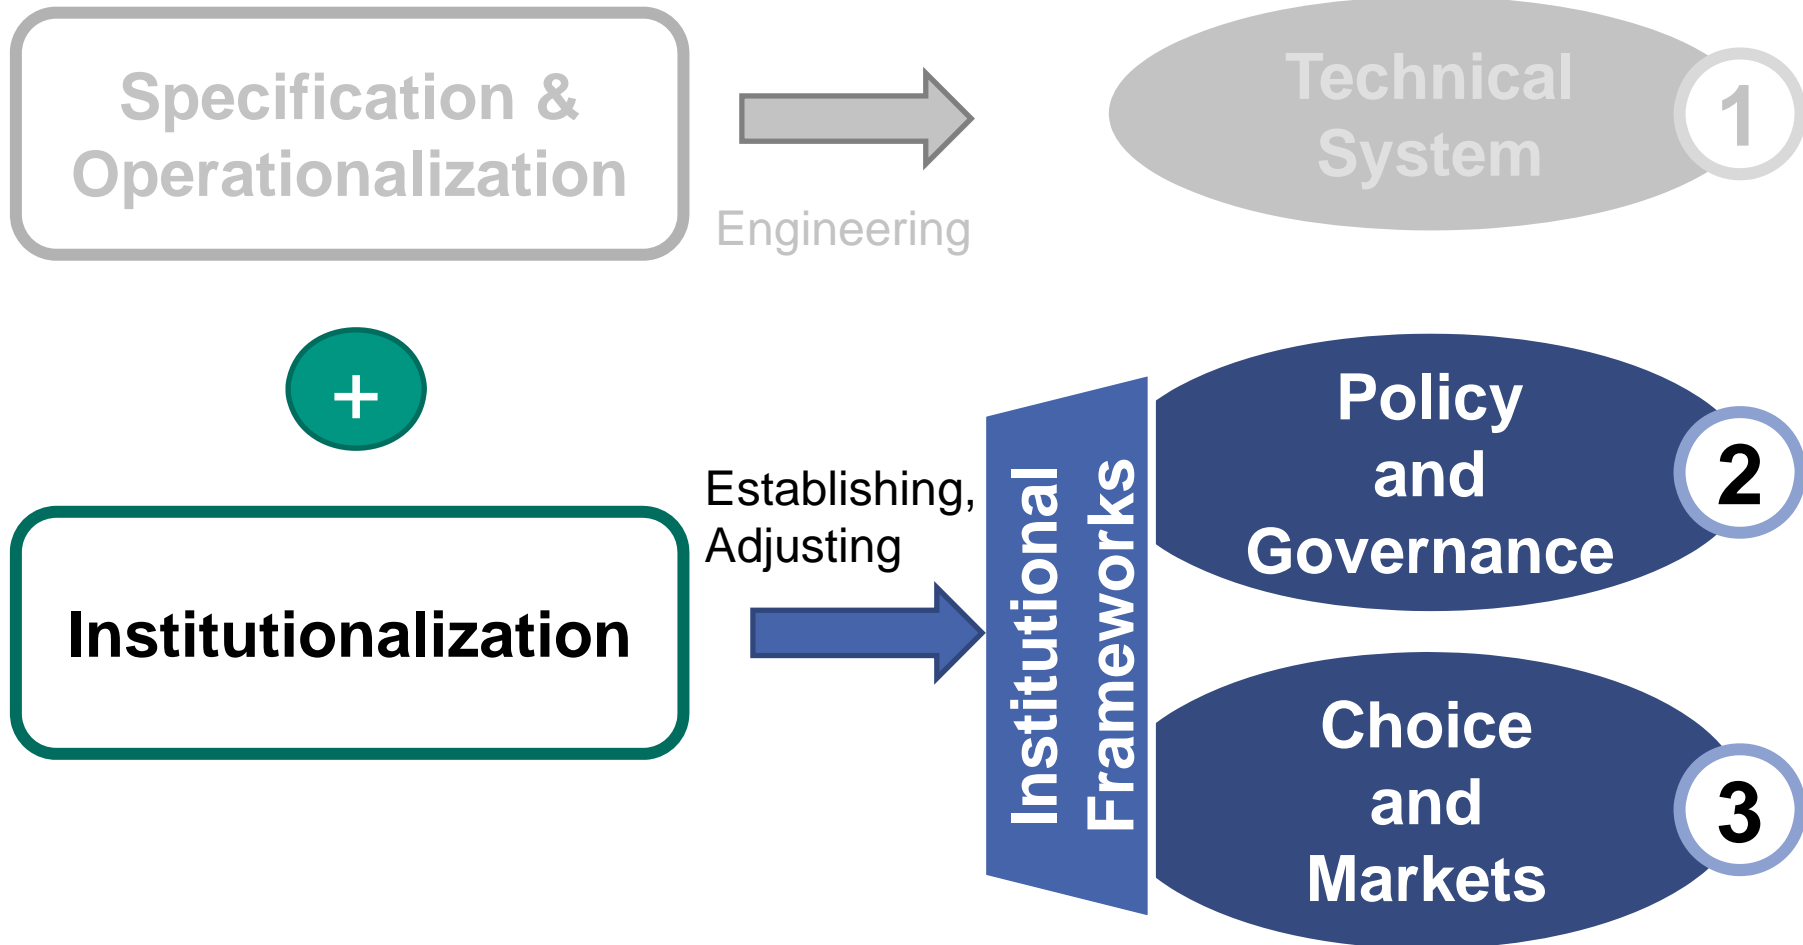 Specification &
Operationalization
Engineering
Technical
System
1
+
Institutionalization
Establishing,
Adjusting
Institutional
Frameworks
Policy
and
Governance
2
Choice
and
Markets
3